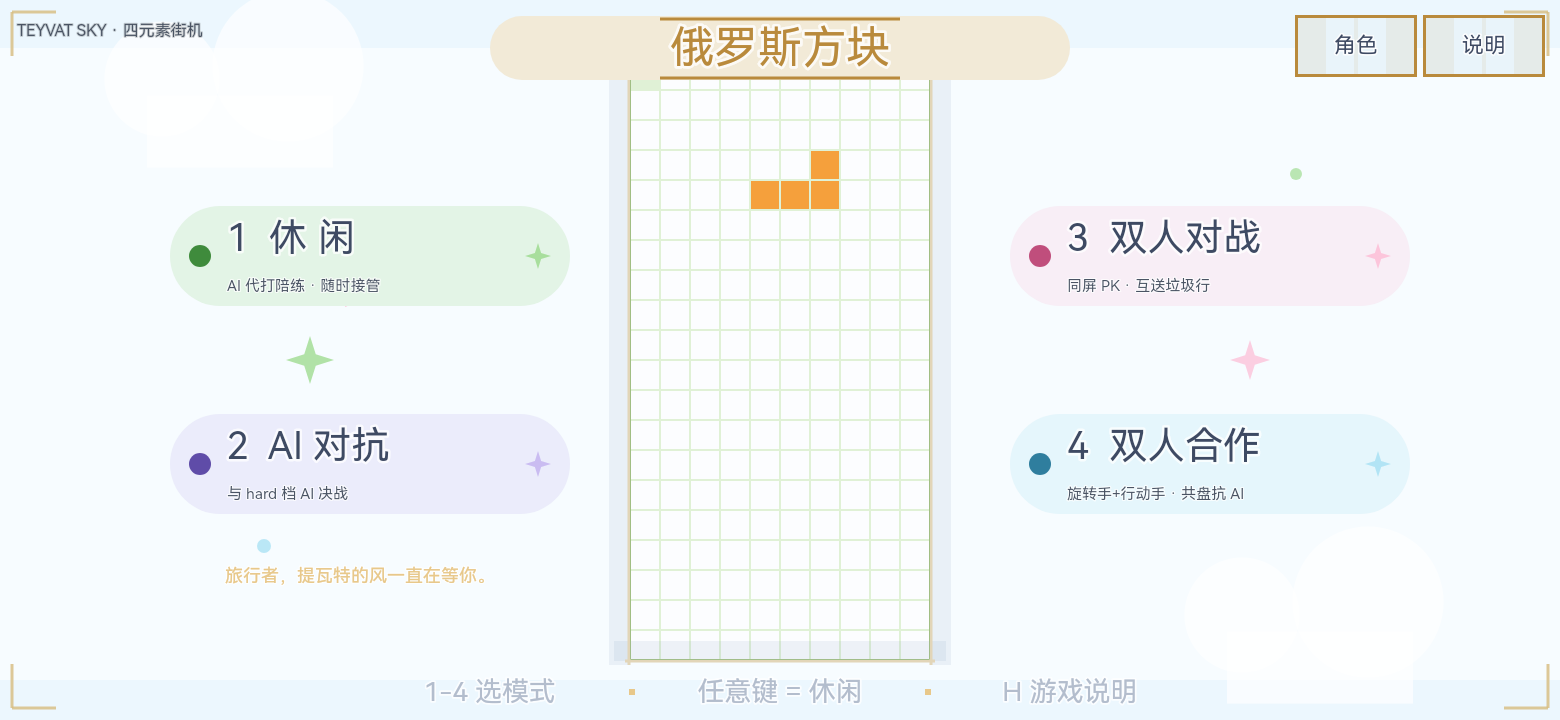 TEYVAT SKY · 四元素街机
俄罗斯方块
角色
说明
1 休 闲
AI 代打陪练 · 随时接管
2 AI 对抗
与 hard 档 AI 决战
旅行者，提瓦特的风一直在等你。
3 双人对战
同屏 PK · 互送垃圾行
4 双人合作
旋转手+行动手 · 共盘抗 AI
1-4 选模式
任意键 = 休闲
H 游戏说明